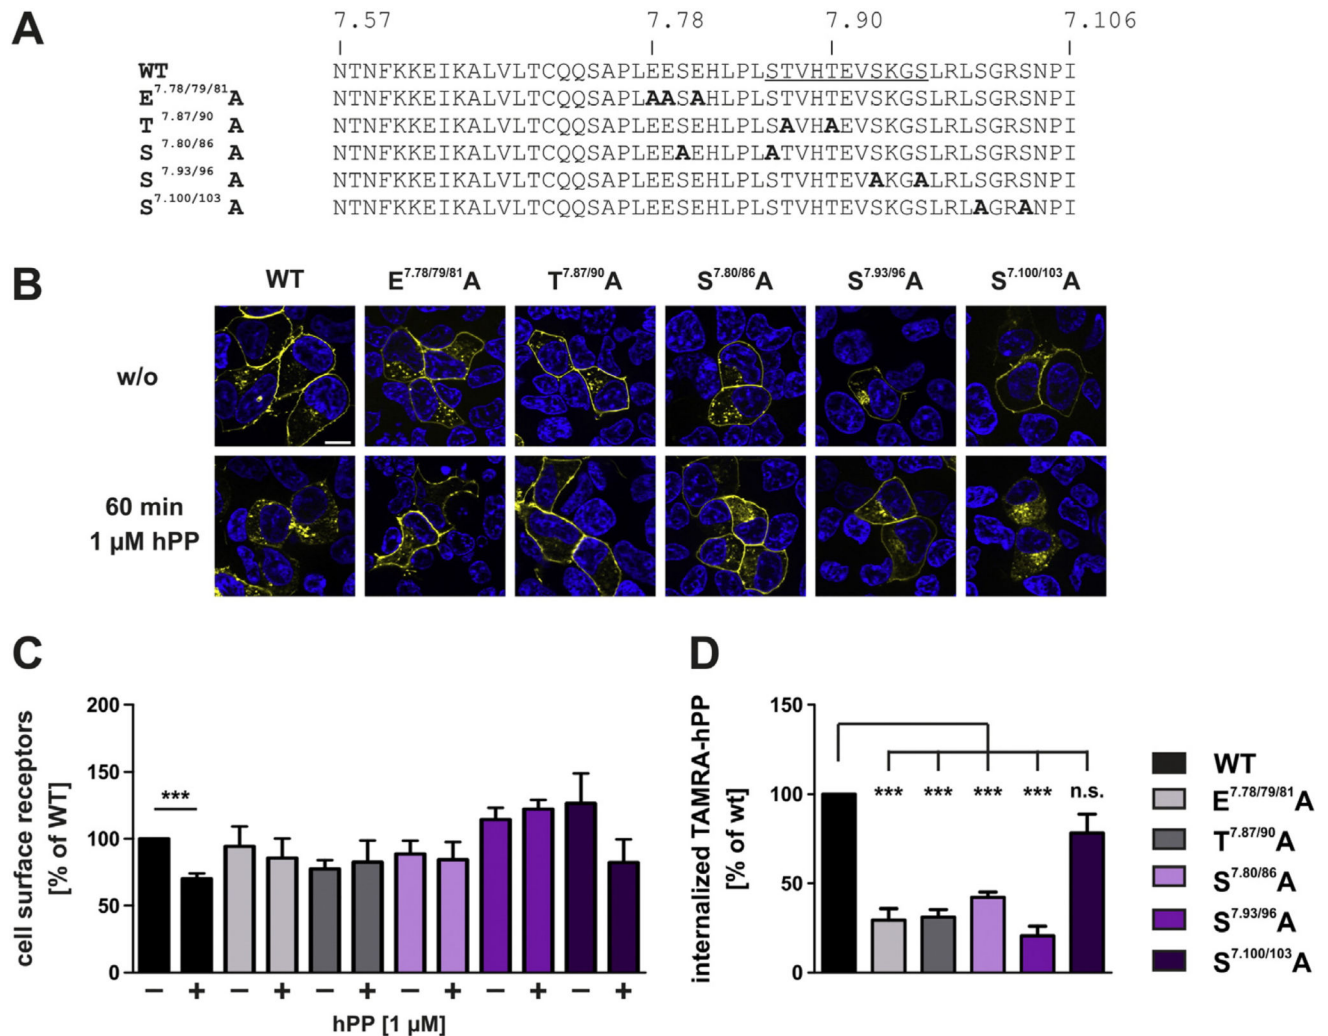 A
7.57 7.78 7.90 7.106
WT NTNFKKEIKALVLTCQQSAPLEESEHLPLSTVHTEVSKGSLRLSGRSNPI
E7.78/79/81A NTNFKKEIKALVLTCQQSAPLAASAHLPLSTVHTEVSKGSLRLSGRSNPI
T7.87/90A NTNFKKEIKALVLTCQQSAPLEESEHLPLSAVHAEVSKGSLRLSGRSNPI
S7.80/86A NTNFKKEIKALVLTCQQSAPLEEAEHLPLATVHTEVSKGSLRLSGRSNPI
S7.93/96A NTNFKKEIKALVLTCQQSAPLEESEHLPLSTVHTEVAKGALRLSGRSNPI
S7.100/103A NTNFKKEIKALVLTCQQSAPLEESEHLPLSTVHTEVSKGSLRLAGRANPI
B
WT E7.78/79/81A T7.87/90A S7.80/86A S7.93/96A S7.100/103A
w/o
60 min
1 µM hPP
C
cell surface receptors
[% of WT]
200
150
100
50
0
***
− + − + − + − + − + − +
hPP [1 µM]
D
internalized TAMRA-hPP
[% of wt]
150
100
50
0
*** *** *** *** n.s.
WT
E7.78/79/81A
T7.87/90A
S7.80/86A
S7.93/96A
S7.100/103A